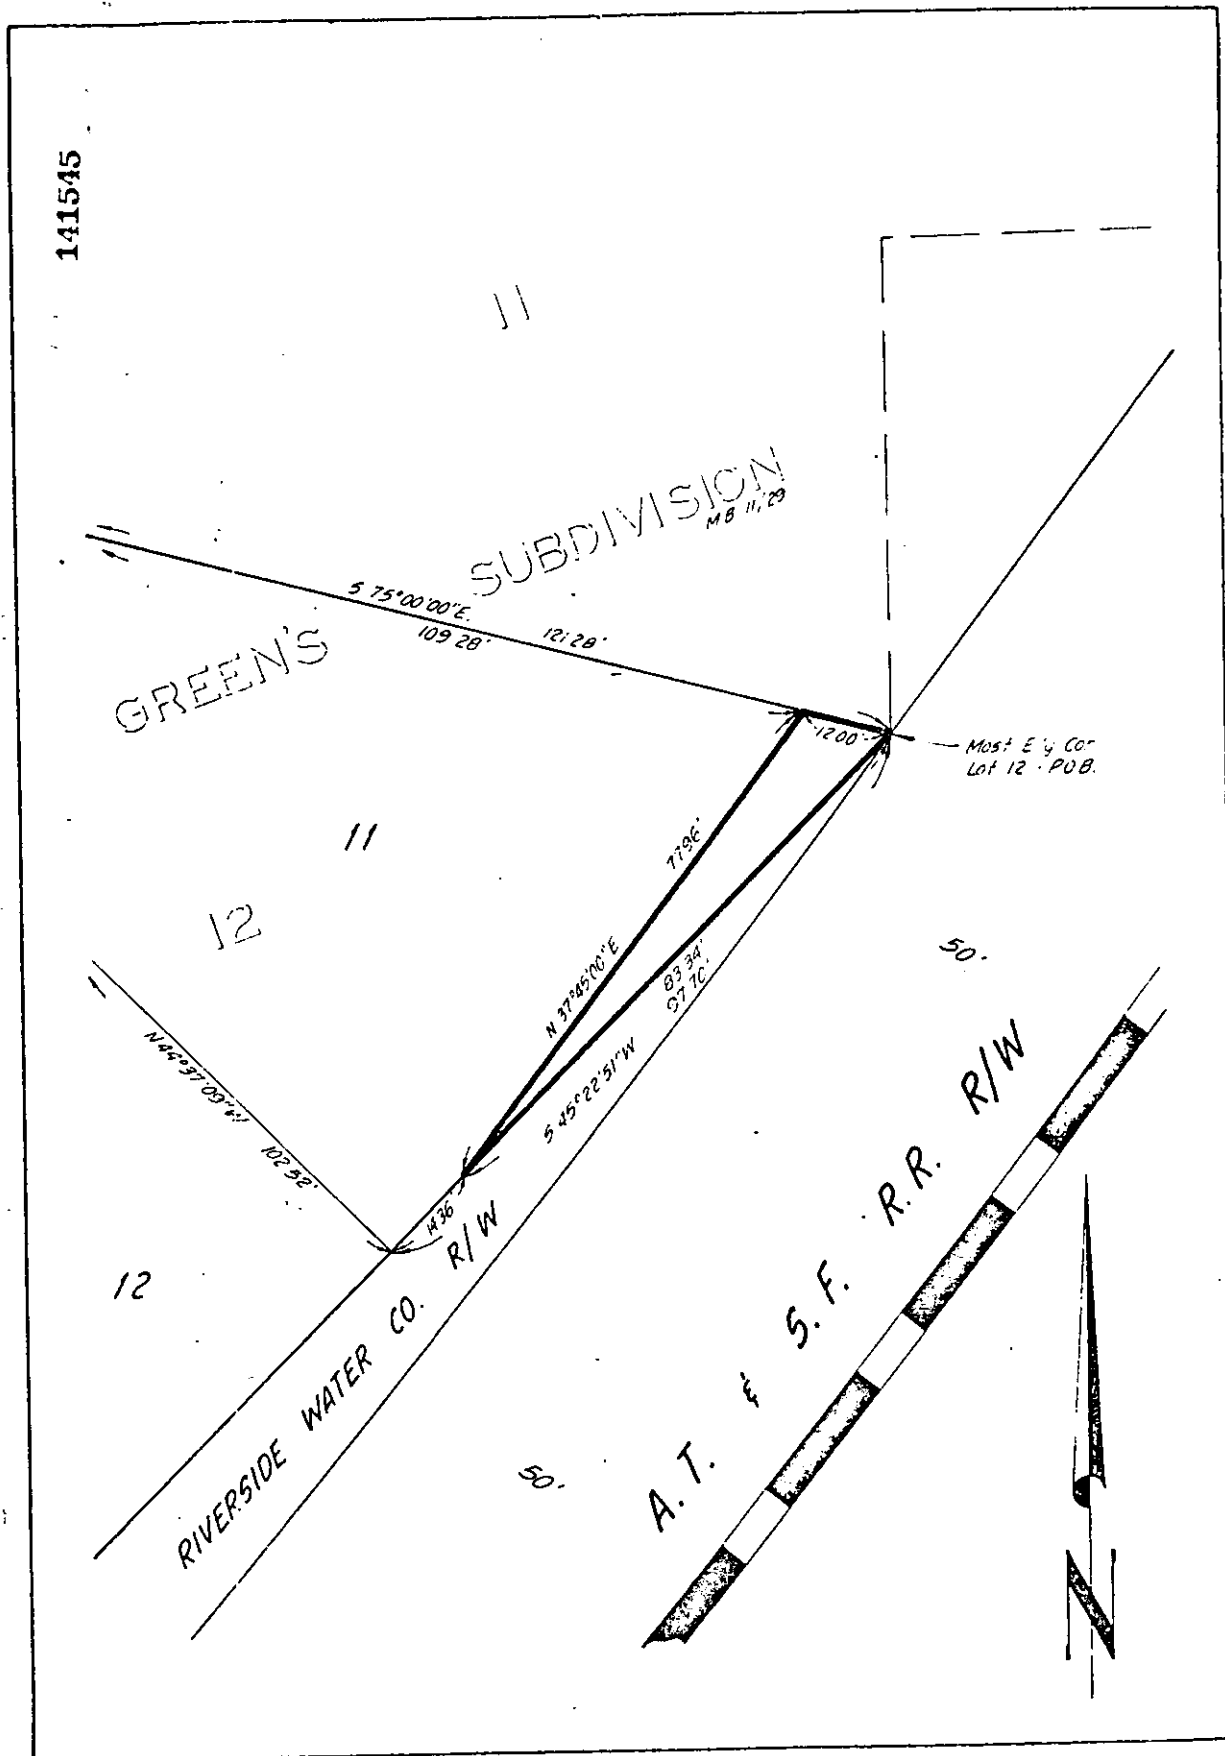 141545
11
SUBDIVISION
MB 11/29
GREEN'S
S 75°00'00"E.
109 28'
121 28'
12 00'
Most E'ly Cor
Lot 12 - P.O.B.
11
12
77 96'
N 37°45'00"E
83 34'
97 70'
S 45°22'51"W
50.
N 44°37'09"W
102 52'
14 36'
12
RIVERSIDE WATER CO. R/W
50.
A. T. & S. F. R. R. R/W
N